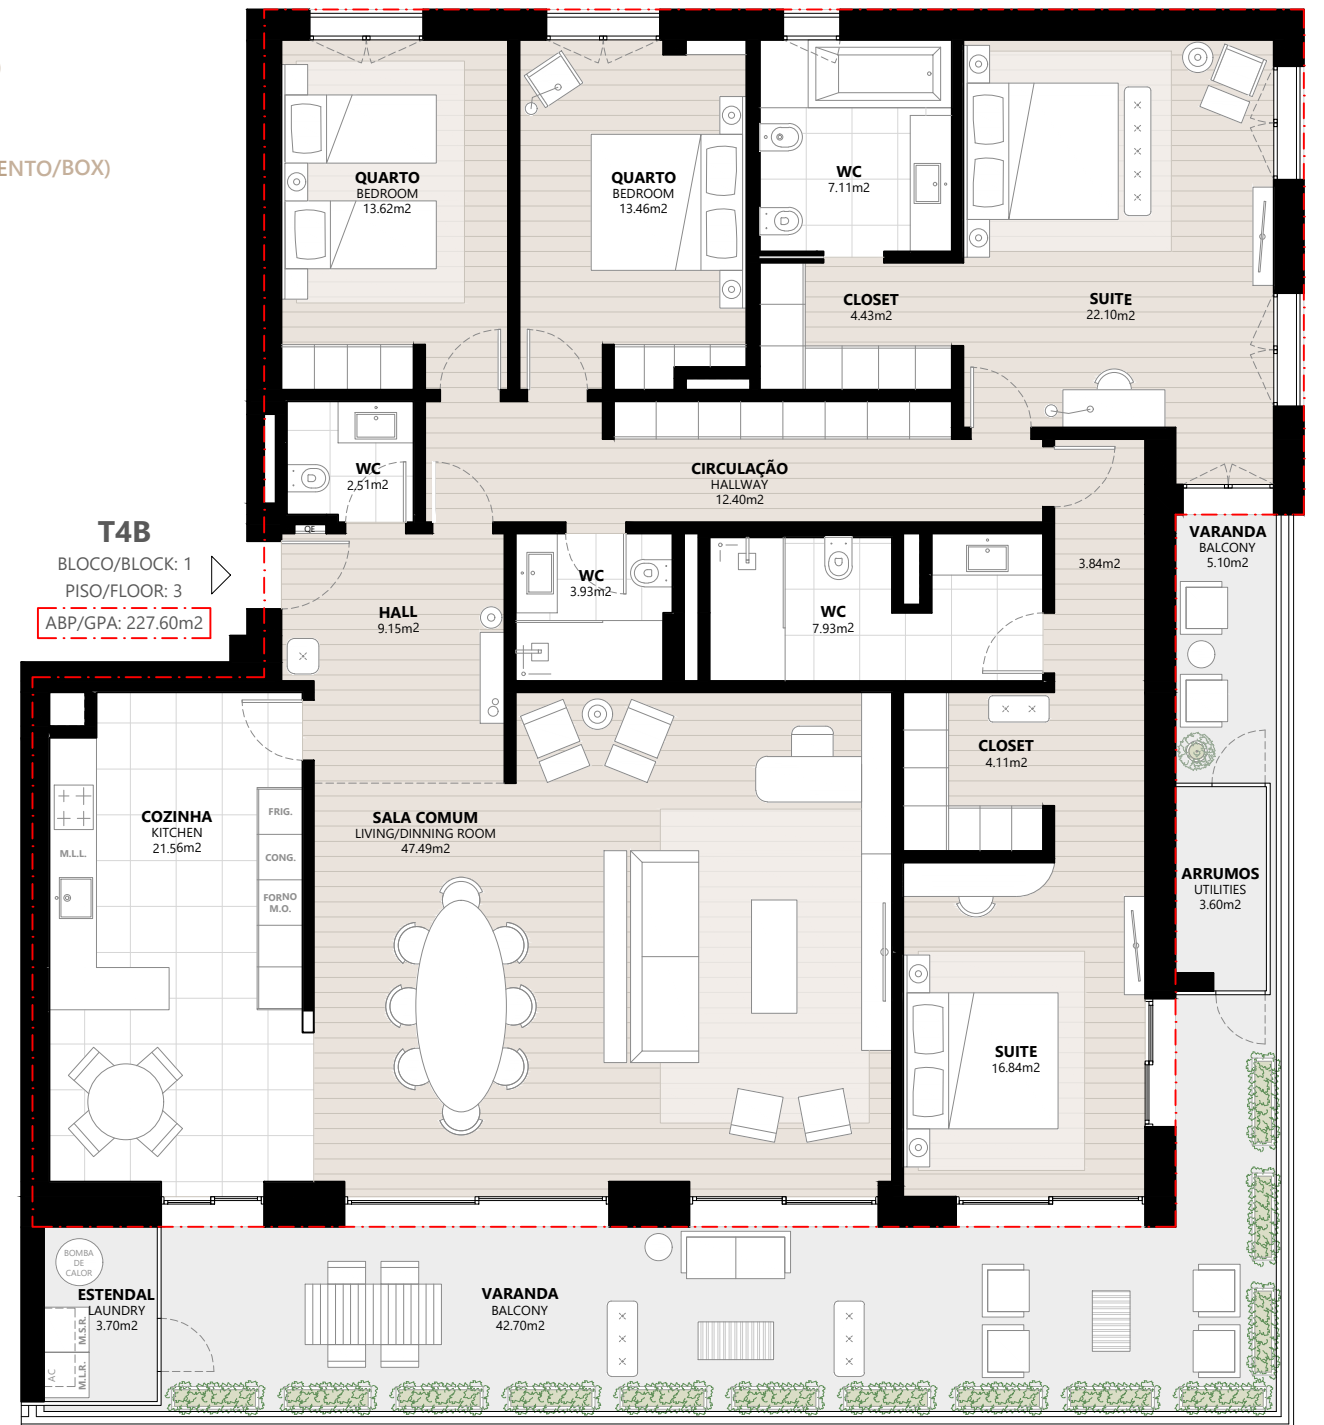 ENTO/BOX)
QUARTO
BEDROOM
13.62m2
QUARTO
BEDROOM
13.46m2
WC
7.11m2
CLOSET
4.43m2
SUITE
22.10m2
WC
2,51m2
CIRCULAÇÃO
HALLWAY
12.40m2
QE
T4B
BLOCO/BLOCK: 1
PISO/FLOOR: 3
ABP/GPA: 227.60m2
HALL
9.15m2
WC
3.93m2
WC
7.93m2
3.84m2
VARANDA
BALCONY
5.10m2
CLOSET
4.11m2
COZINHA
KITCHEN
21.56m2
M.L.L.
FRIG.
CONG.
FORNO
M.O.
SALA COMUM
LIVING/DINNING ROOM
47.49m2
ARRUMOS
UTILITIES
3.60m2
SUITE
16.84m2
BOMBA
DE
CALOR
ESTENDAL
LAUNDRY
3.70m2
M.S.R.
M.L.R.
AC
VARANDA
BALCONY
42.70m2